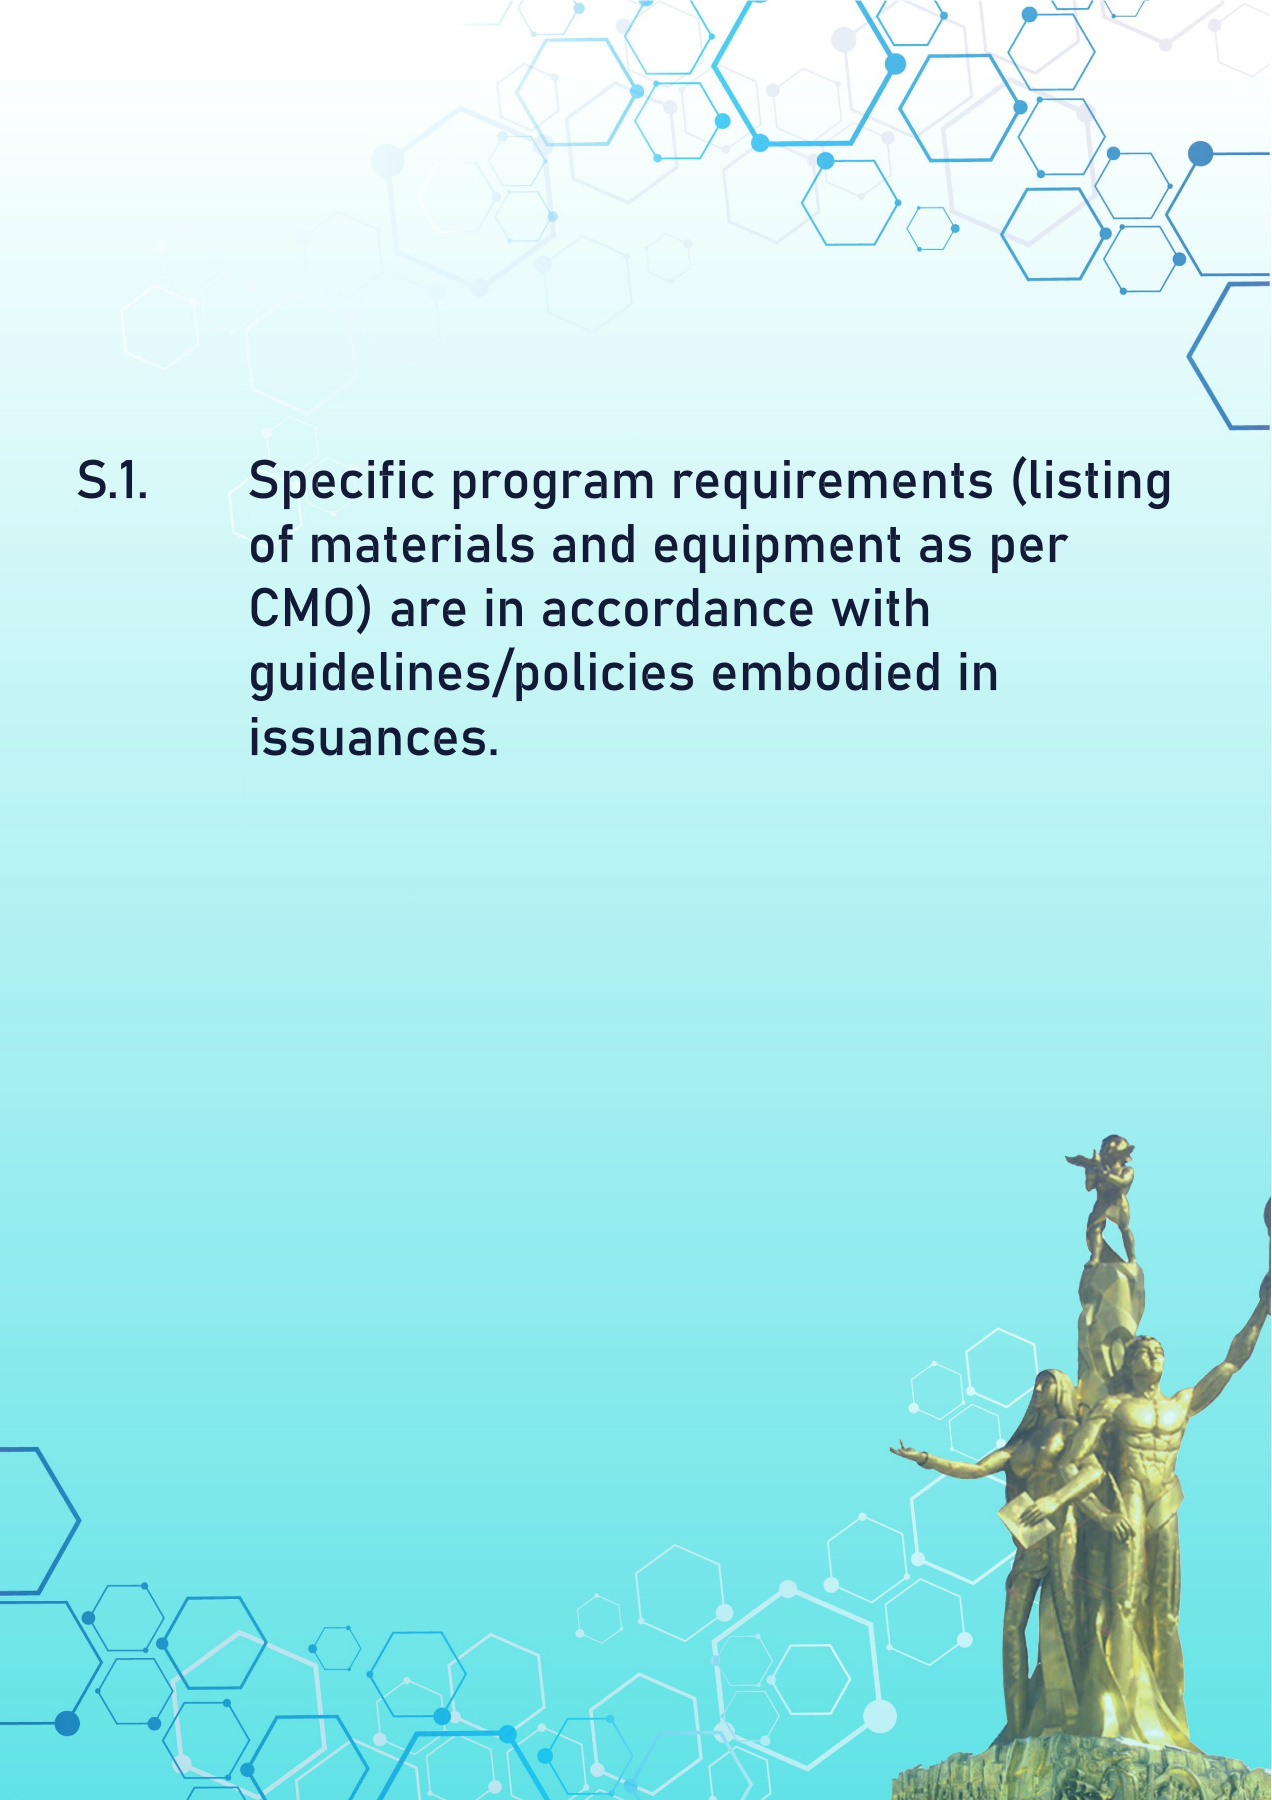 S.1. Specific program requirements (listing
of materials and equipment as per
CMO) are in accordance with
guidelines/policies embodied in
issuances.